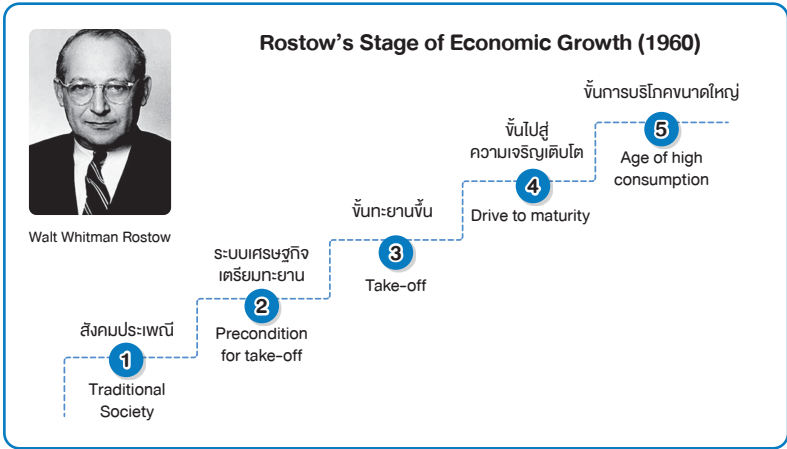 Rostow's Stage of Economic Growth (1960)
Walt Whitman Rostow
สังคมประเพณี
1
Traditional
Society
ระบบเศรษฐกิจ
เตรียมทะยาน
2
Precondition
for take-off
ขั้นทะยานขึ้น
3
Take-off
ขั้นไปสู่
ความเจริญเติบโต
4
Drive to maturity
ขั้นการบริโภคขนาดใหญ่
5
Age of high
consumption